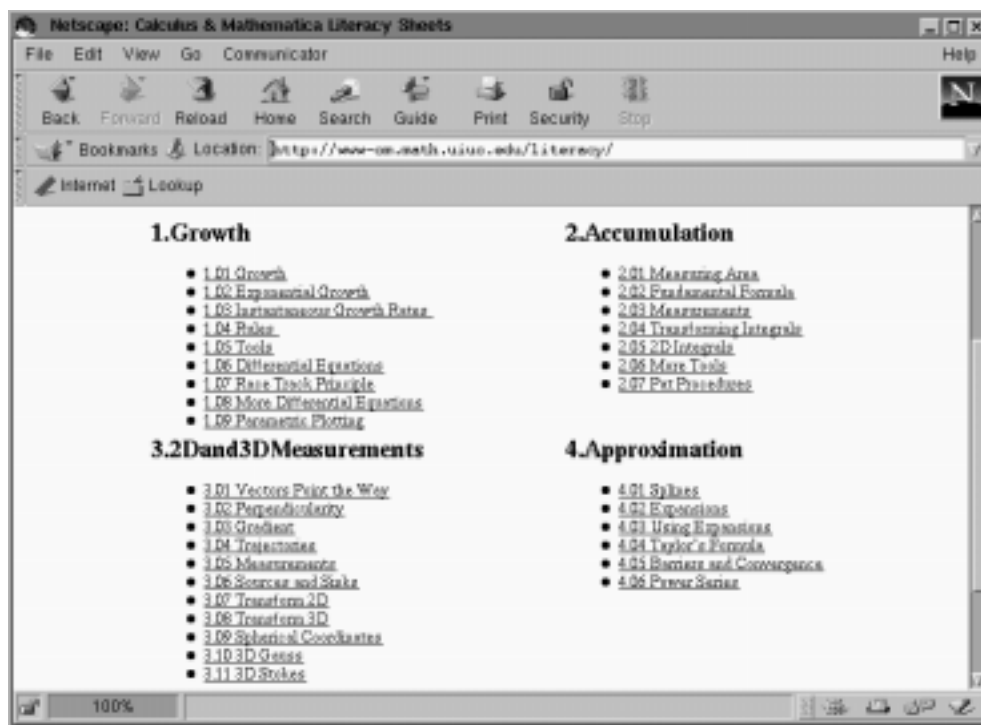 Netscape: Calculus & Mathematica Literacy Sheets
File Edit View Go Communicator Help
Back Forward Reload Home Search Guide Print Security Stop
N
Bookmarks Location: http://www-cm.math.uiuc.edu/literacy/
Internet Lookup
1.Growth
1.01 Growth
1.02 Exponential Growth
1.03 Instantaneous Growth Rates
1.04 Rules
1.05 Tools
1.06 Differential Equations
1.07 Race Track Principle
1.08 More Differential Equations
1.09 Parametric Plotting
2.Accumulation
2.01 Measuring Area
2.02 Fundamental Formula
2.03 Measurements
2.04 Transforming Integrals
2.05 2D Integrals
2.06 More Tools
2.07 Pat Procedures
3.2Dand3DMeasurements
3.01 Vectors Point the Way
3.02 Perpendicularity
3.03 Gradient
3.04 Trajectories
3.05 Measurements
3.06 Sources and Sinks
3.07 Transform 2D
3.08 Transform 3D
3.09 Spherical Coordinates
3.10 3D Gauss
3.11 3D Stokes
4.Approximation
4.01 Splines
4.02 Expansions
4.03 Using Expansions
4.04 Taylor's Formula
4.05 Barriers and Convergence
4.06 Power Series
100%